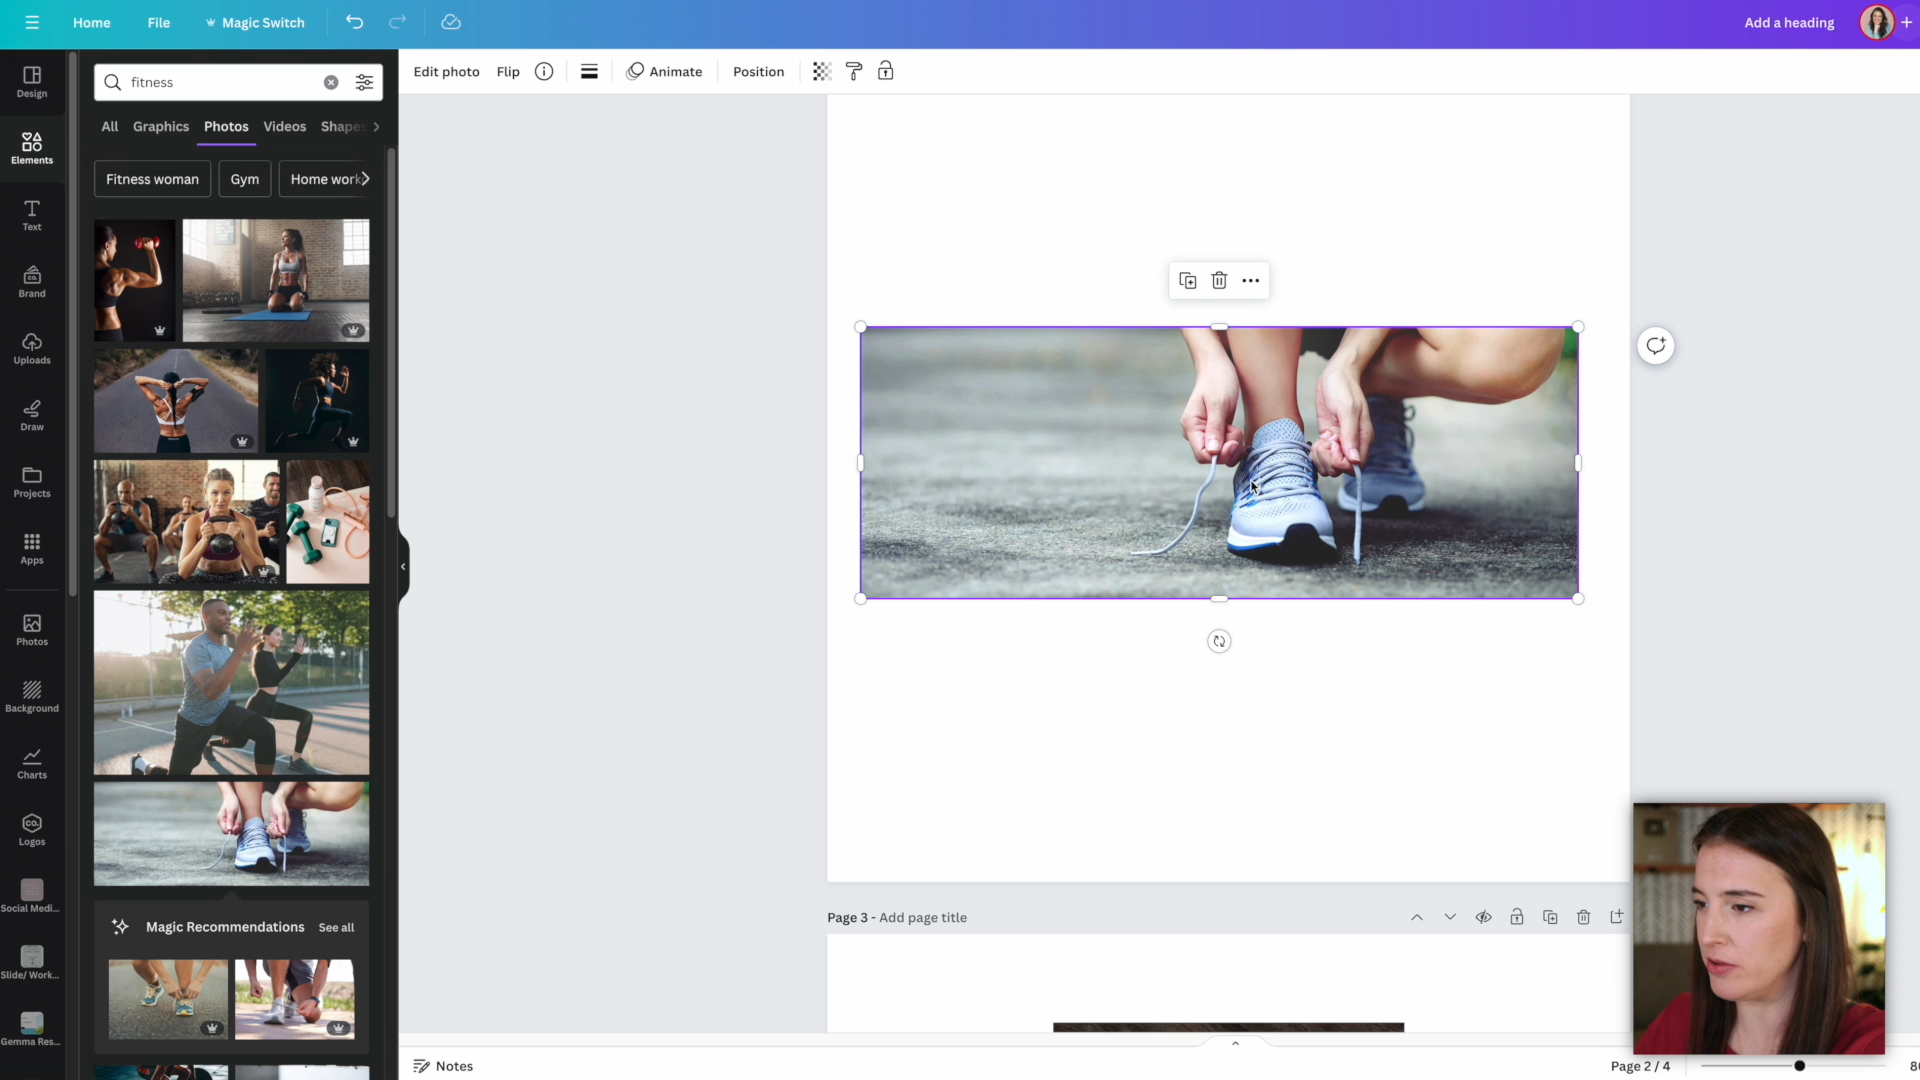 Home File Magic Switch Add a heading
Design
Elements
Text
Brand
Uploads
Draw
Projects
Apps
Photos
Background
Charts
Logos
Social Medi...
Slide/ Work...
Gemma Res...
fitness
All Graphics Photos Videos Shapes
Fitness woman Gym Home work
Magic Recommendations See all
Edit photo Flip Animate Position
Page 3 - Add page title
Notes Page 2 / 4